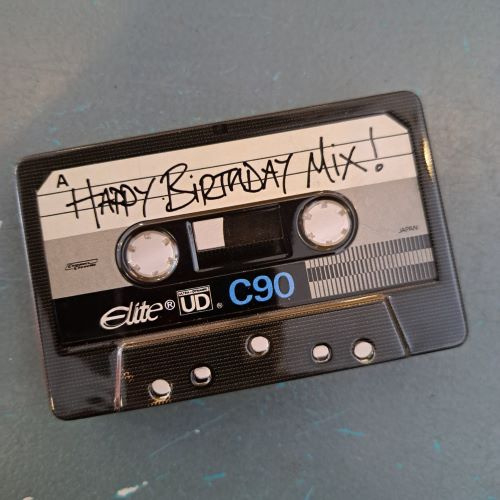 A
HAPPY BIRTHDAY MIX!
JAPAN
Elite® UD® C90